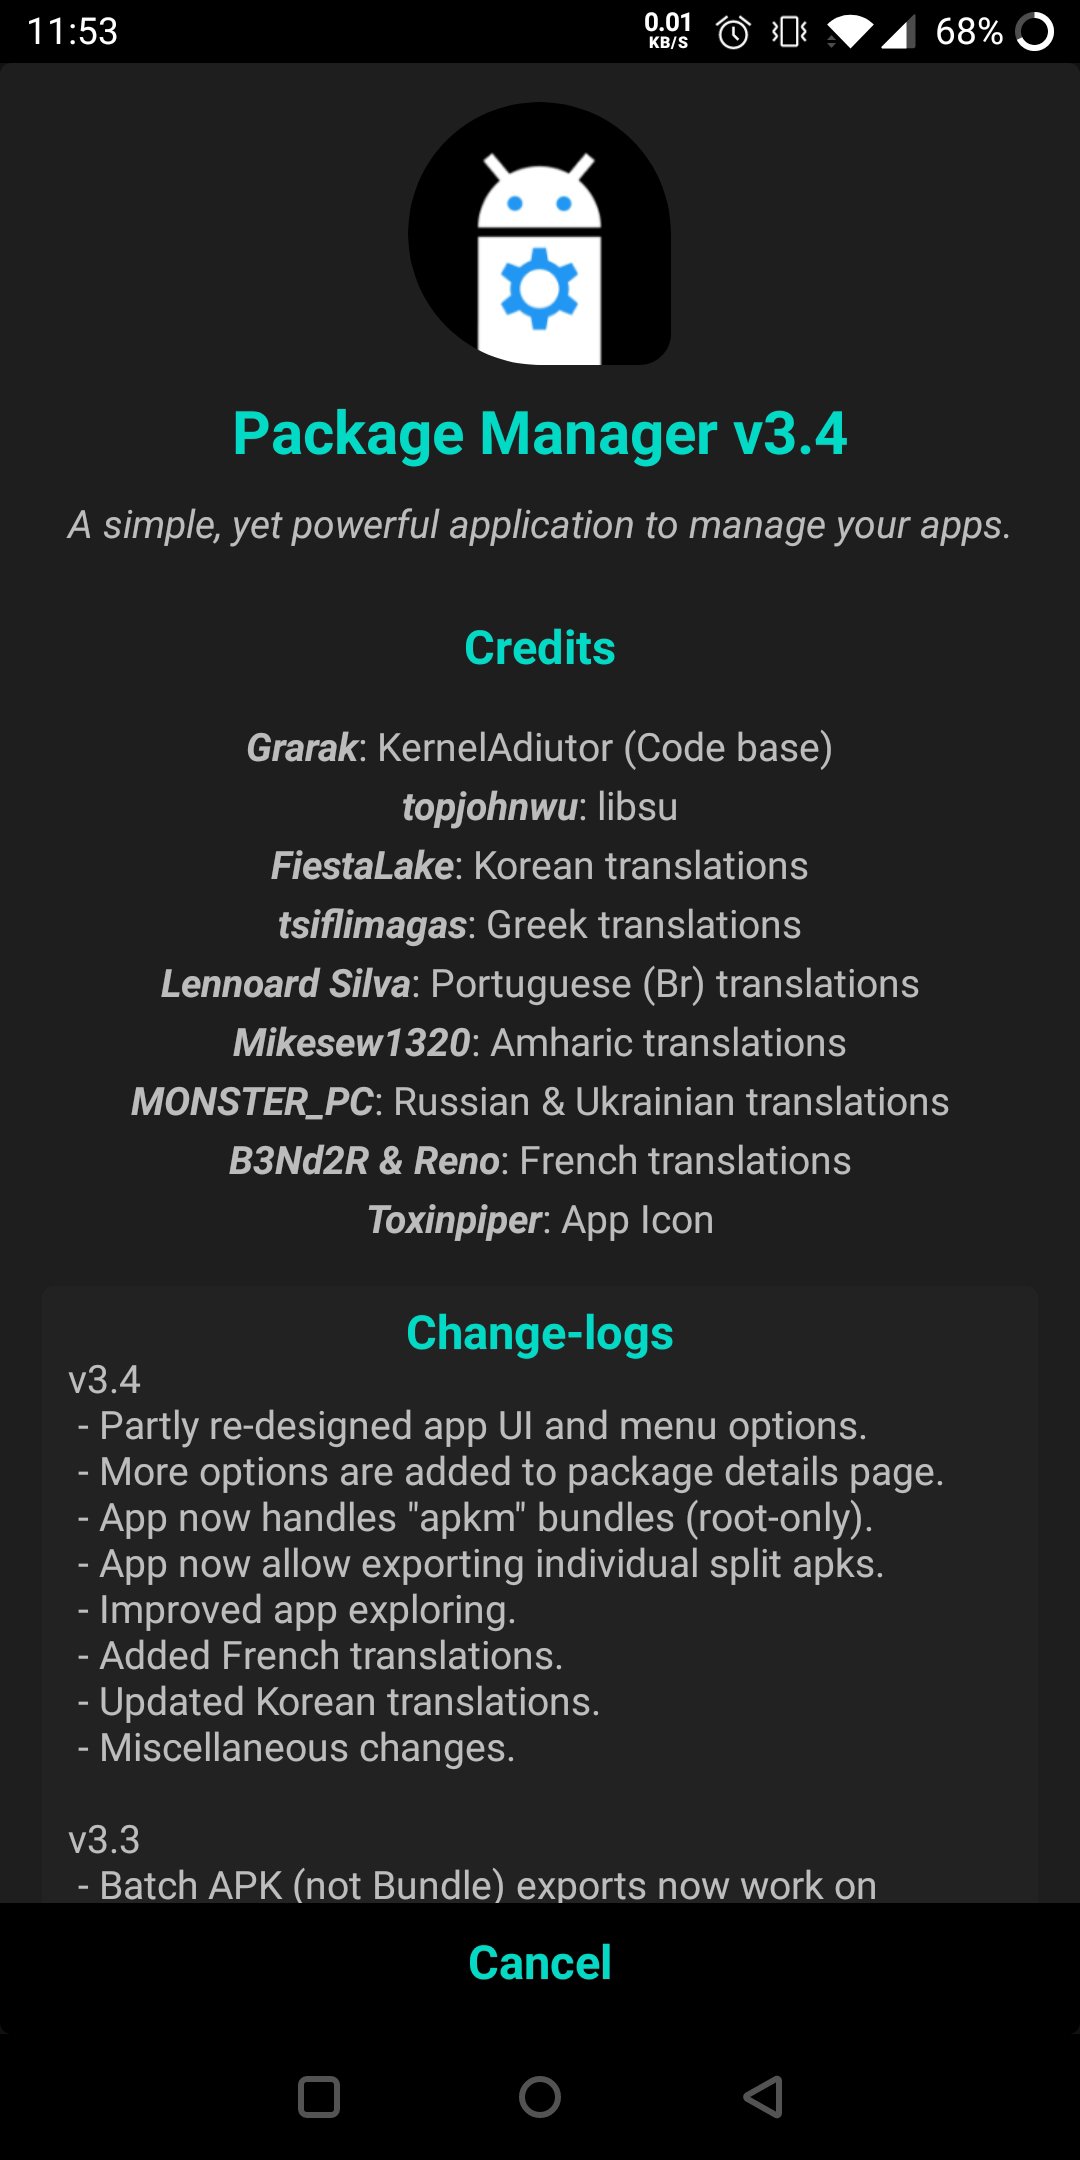 11:53
0.01
KB/S
68%
Package Manager v3.4
A simple, yet powerful application to manage your apps.
Credits
Grarak: KernelAdiutor (Code base)
topjohnwu: libsu
FiestaLake: Korean translations
tsiflimagas: Greek translations
Lennoard Silva: Portuguese (Br) translations
Mikesew1320: Amharic translations
MONSTER_PC: Russian & Ukrainian translations
B3Nd2R & Reno: French translations
Toxinpiper: App Icon
Change-logs
v3.4
- Partly re-designed app UI and menu options.
- More options are added to package details page.
- App now handles "apkm" bundles (root-only).
- App now allow exporting individual split apks.
- Improved app exploring.
- Added French translations.
- Updated Korean translations.
- Miscellaneous changes.
v3.3
- Batch APK (not Bundle) exports now work on
Cancel